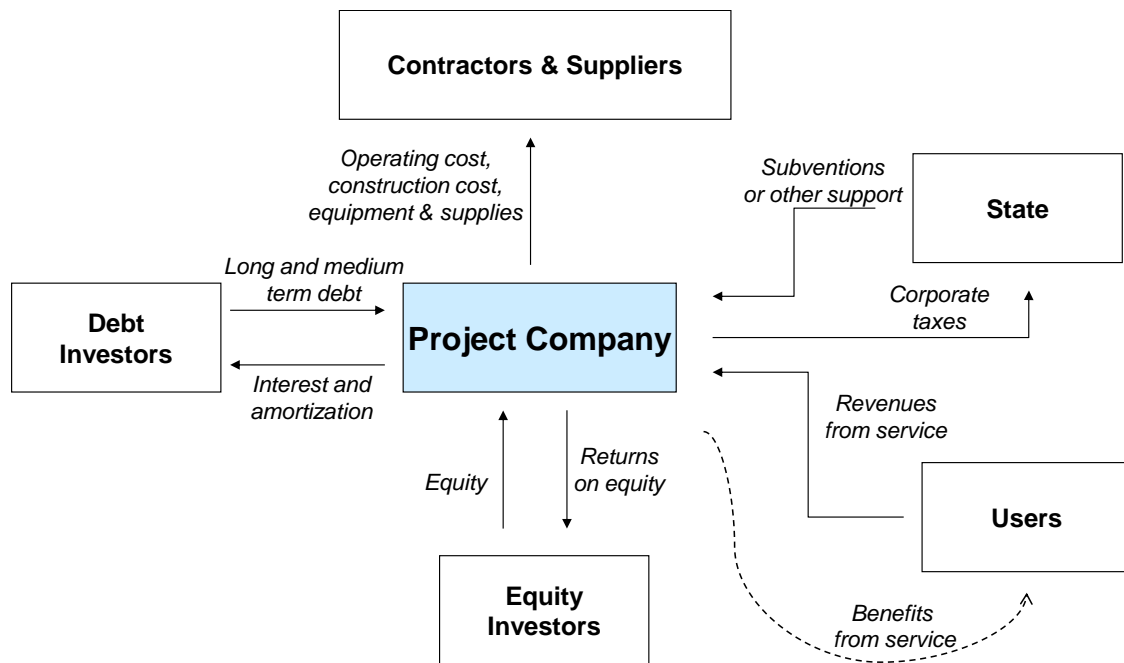 Contractors & Suppliers
Operating cost,
construction cost,
equipment & supplies
Subventions
or other support
State
Long and medium
term debt
Debt
Investors
Project Company
Corporate
taxes
Interest and
amortization
Revenues
from service
Equity
Returns
on equity
Users
Equity
Investors
Benefits
from service